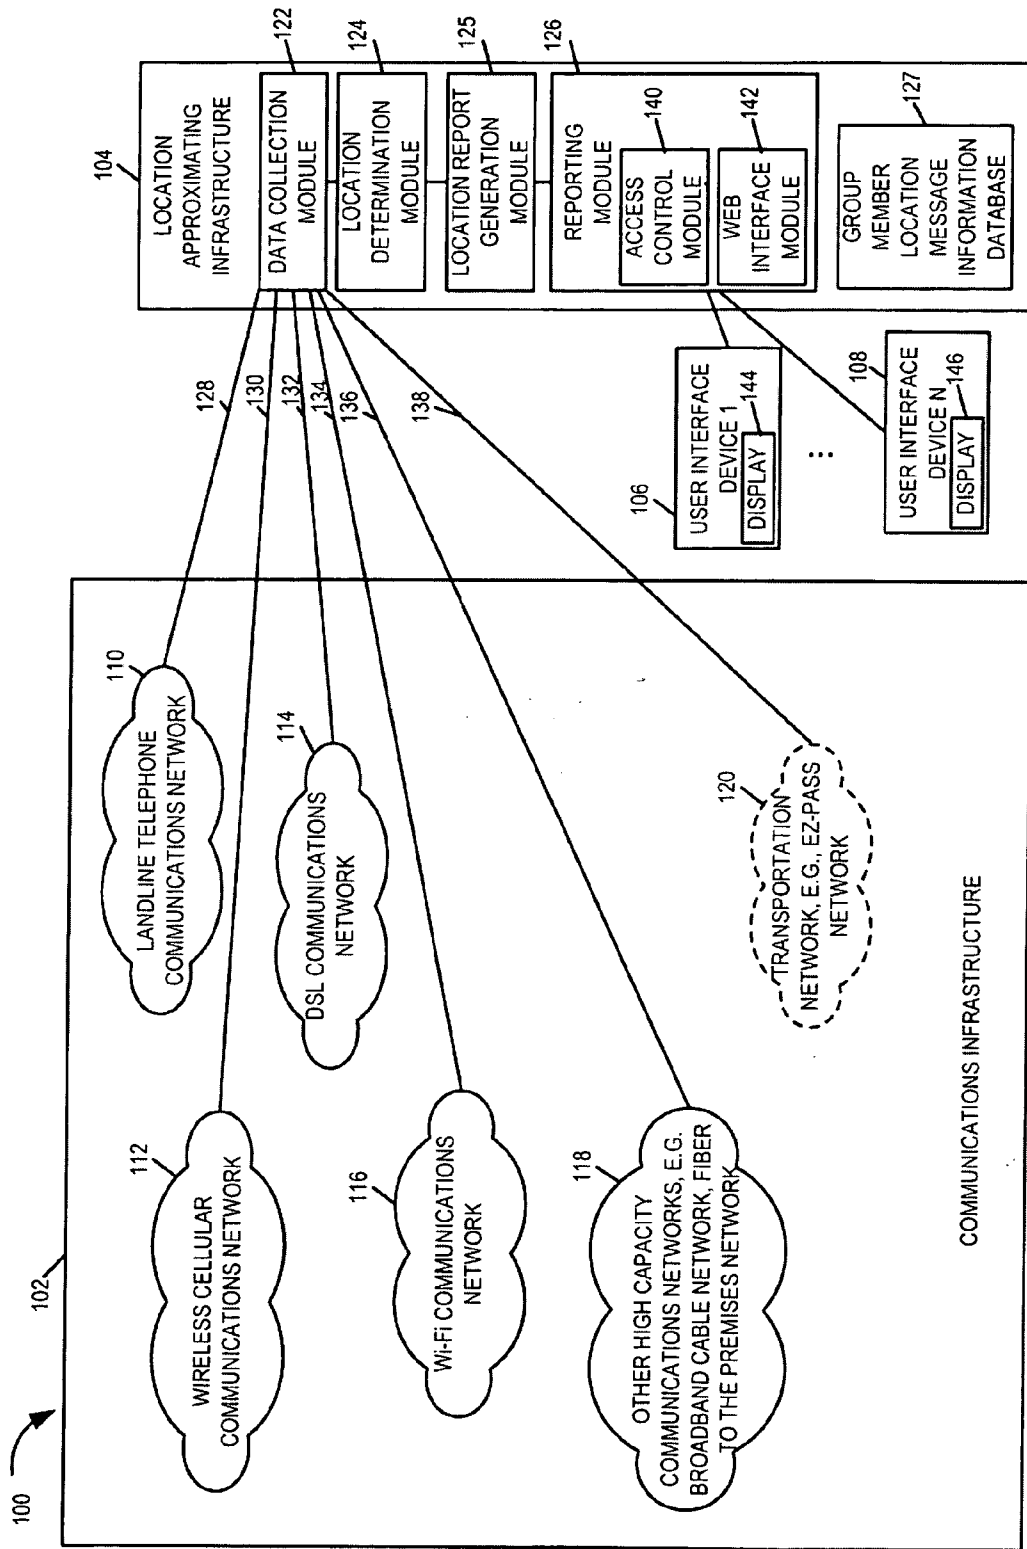 100
102
112
WIRELESS CELLULAR
COMMUNICATIONS NETWORK
110
LANDLINE TELEPHONE
COMMUNICATIONS NETWORK
114
DSL COMMUNICATIONS
NETWORK
116
Wi-Fi COMMUNICATIONS
NETWORK
118
OTHER HIGH CAPACITY
COMMUNICATIONS NETWORKS, E.G.
BROADBAND CABLE NETWORK, FIBER
TO THE PREMISES NETWORK
120
TRANSPORTATION
NETWORK, E.G., EZ-PASS
NETWORK
COMMUNICATIONS INFRASTRUCTURE
128
130
132
134
136
138
104
LOCATION
APPROXIMATING
INFRASTRUCTURE
122
DATA COLLECTION
MODULE
124
LOCATION
DETERMINATION
MODULE
125
LOCATION REPORT
GENERATION
MODULE
126
REPORTING
MODULE
140
ACCESS
CONTROL
MODULE
142
WEB
INTERFACE
MODULE
127
GROUP
MEMBER
LOCATION
MESSAGE
INFORMATION
DATABASE
106
USER INTERFACE
DEVICE 1
144
DISPLAY
...
108
USER INTERFACE
DEVICE N
146
DISPLAY